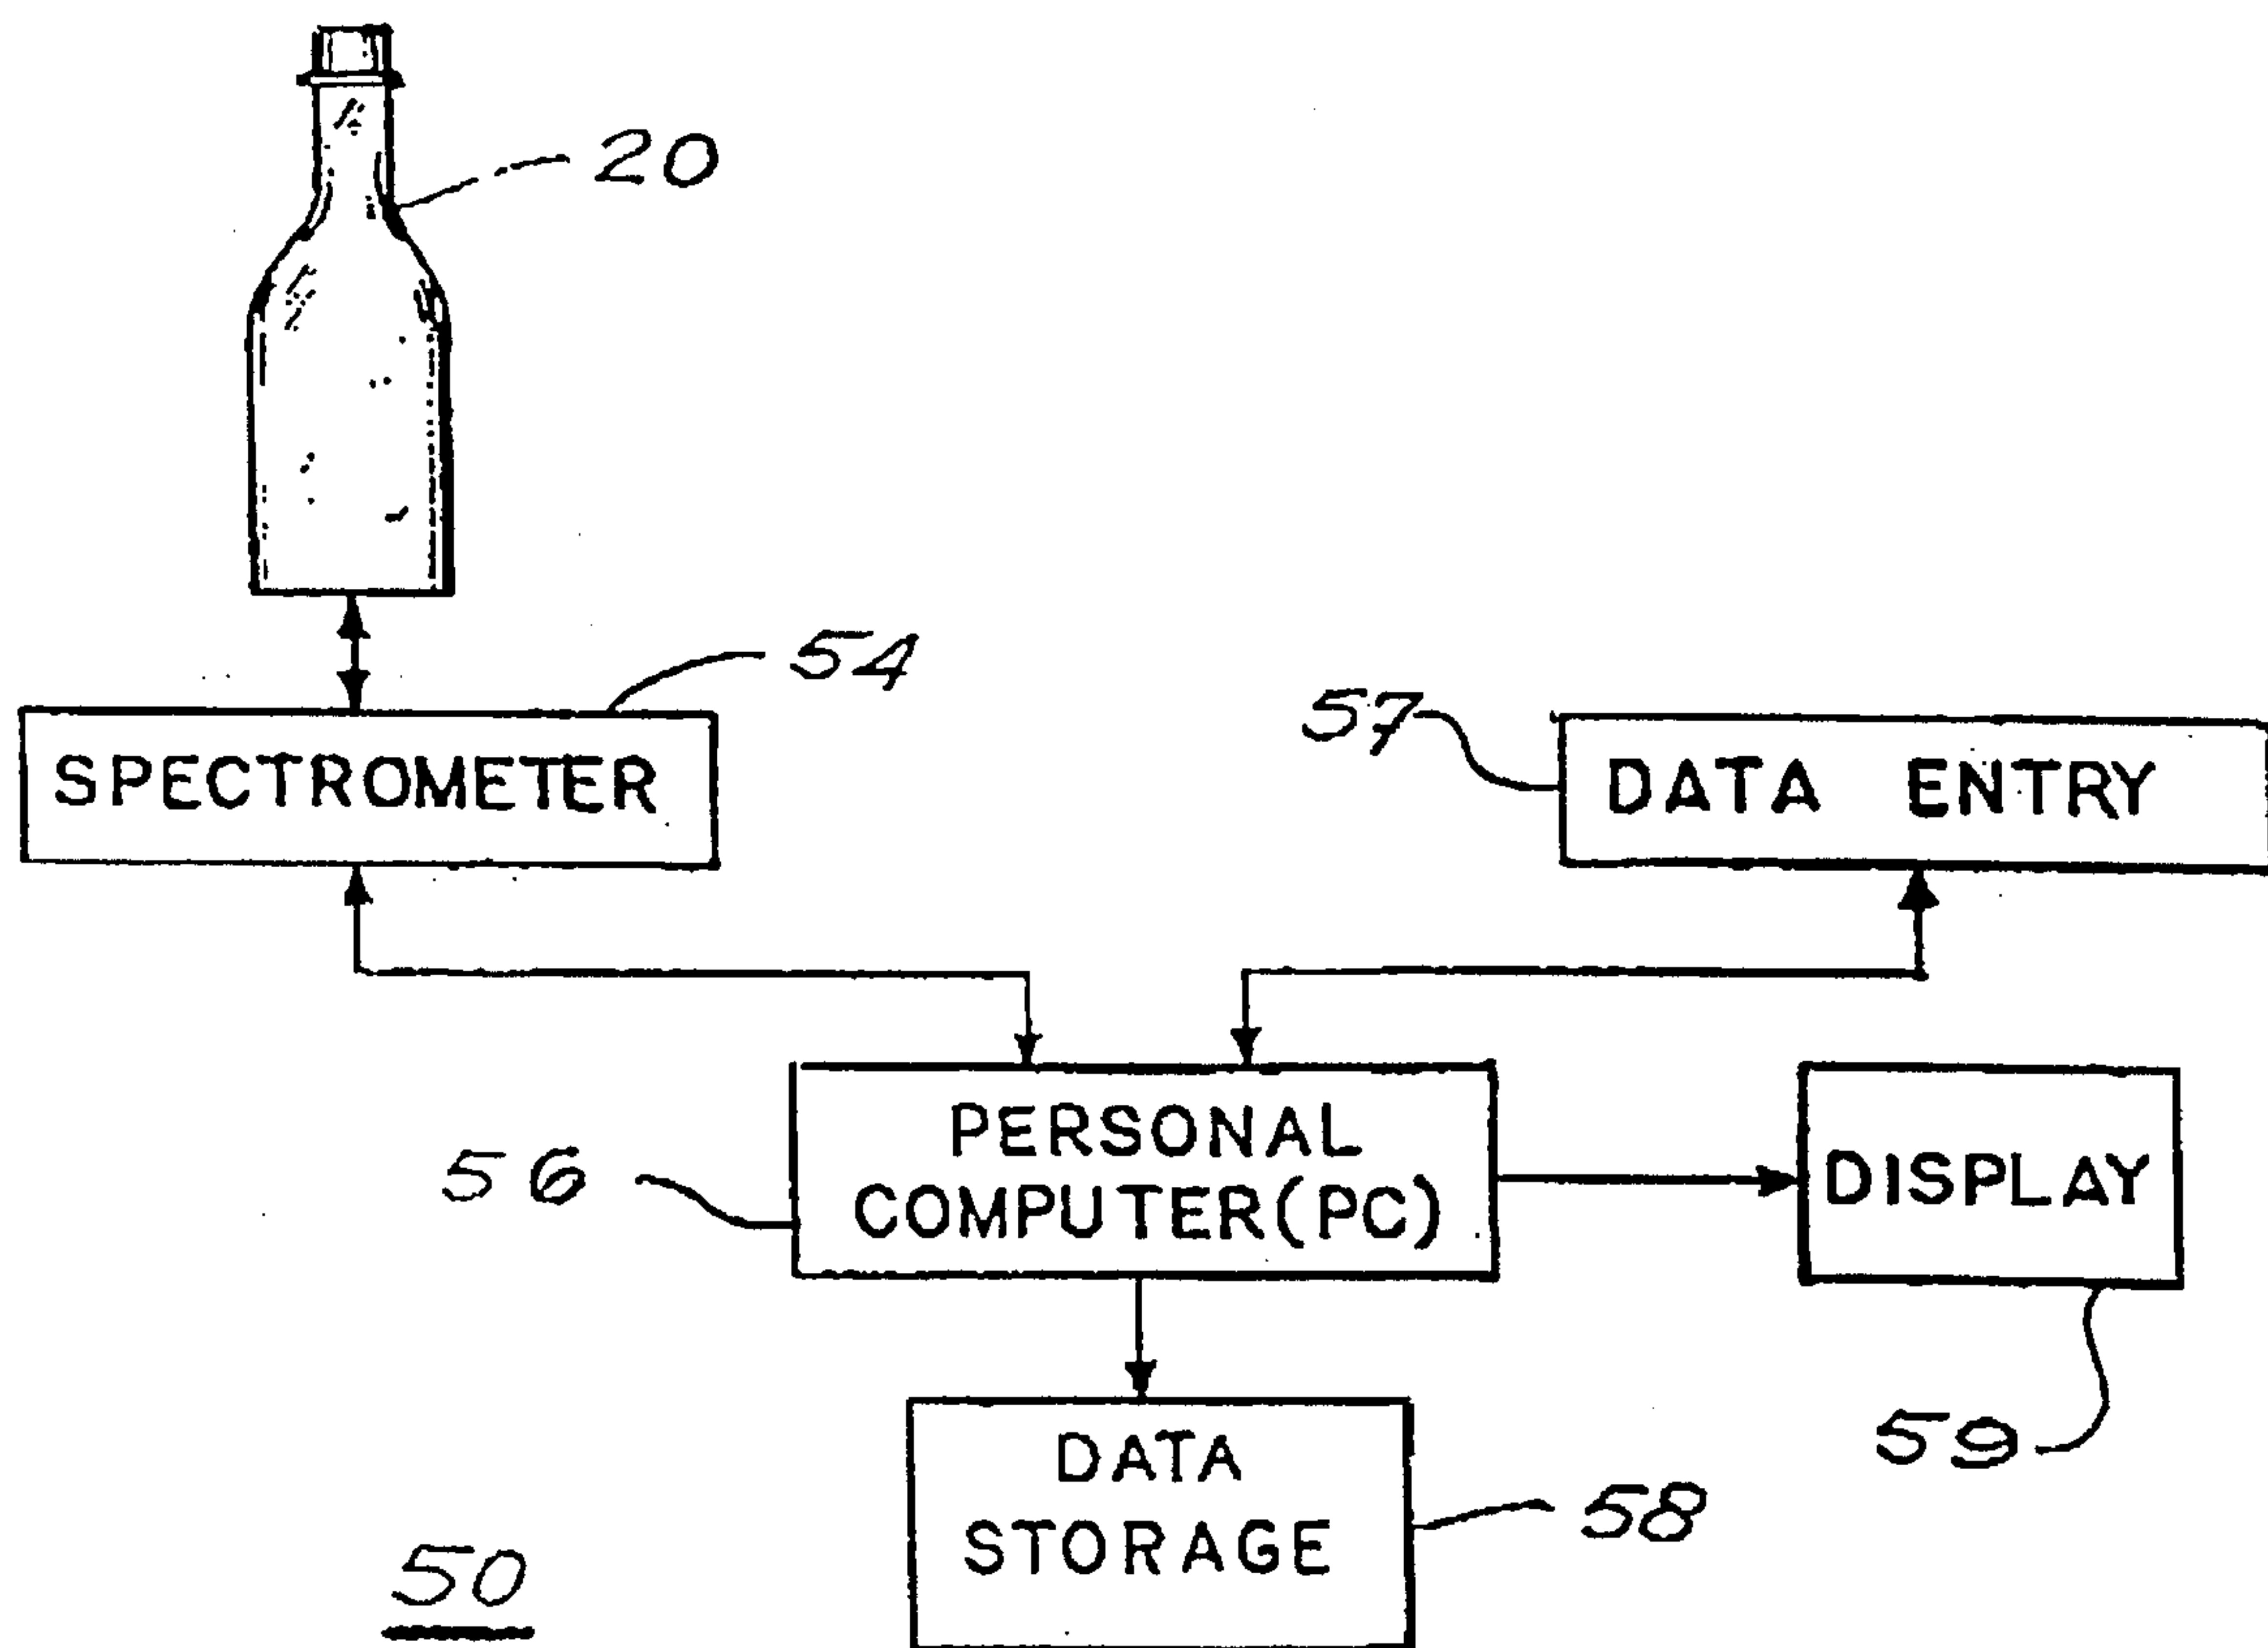 20
54
SPECTROMETER
57
DATA ENTRY
56
PERSONAL
COMPUTER(PC)
DISPLAY
59
DATA
STORAGE
58
50